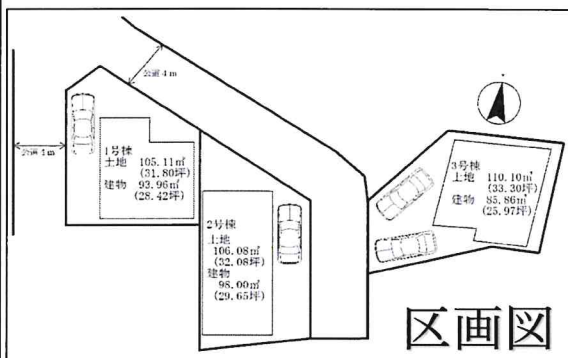 公道4m
公道4m
1号棟
土地 105.11㎡
(31.80坪)
建物 93.96㎡
(28.42坪)
2号棟
土地
106.08㎡
(32.08坪)
建物
98.00㎡
(29.65坪)
3号棟
土地 110.10㎡
(33.30坪)
建物 85.86㎡
(25.97坪)
区画図